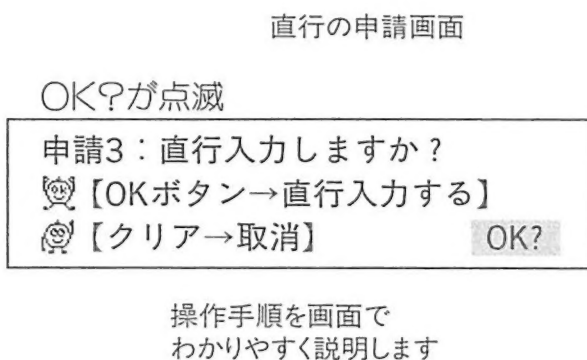 直行の申請画面
OK?が点滅
申請3：直行入力しますか？
【OKボタン→直行入力する】
【クリア→取消】 OK?
操作手順を画面で
わかりやすく説明します